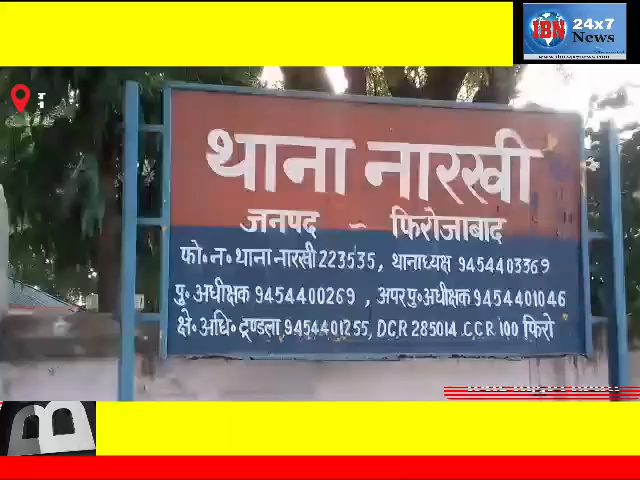 IBN 24x7
News
थाना नारखी
जनपद – फिरोजाबाद
फो॰न॰थाना नारखी 223535, थानाध्यक्ष 9454403369
पु॰अधीक्षक 9454400269 , अपर पु॰अधीक्षक 9454401046
क्षे॰अधि॰टूण्डला 9454401255, DCR 285014 .C.C.R. 100 फिरो